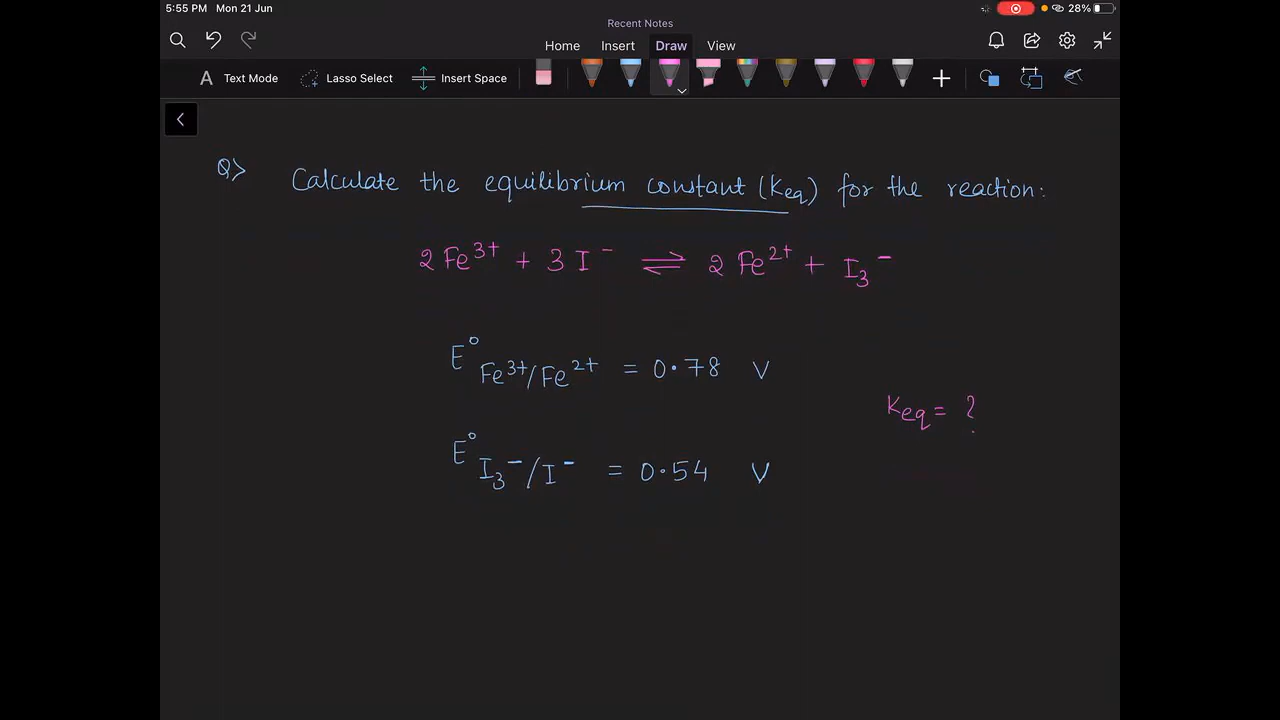 5:55 PM Mon 21 Jun
28%
Recent Notes
Home Insert Draw View
Text Mode Lasso Select Insert Space
Q> Calculate the equilibrium constant (Keq) for the reaction:
2 Fe³⁺ + 3 I⁻ ⇌ 2 Fe²⁺ + I₃⁻
E° Fe³⁺/Fe²⁺ = 0.78 V
Keq = ?
E° I₃⁻/I⁻ = 0.54 V